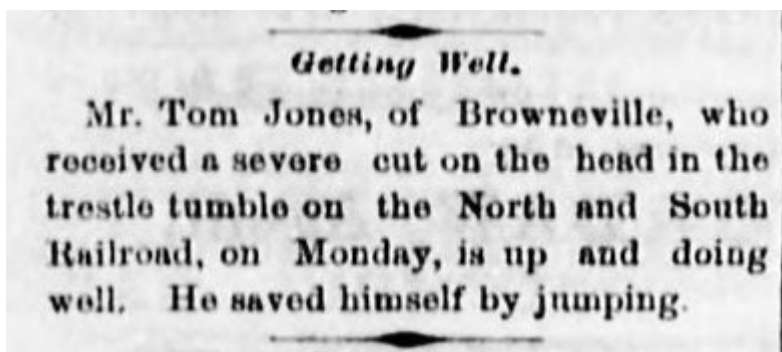 Getting Well.
Mr. Tom Jones, of Browneville, who
received a severe cut on the head in the
trestle tumble on the North and South
Railroad, on Monday, is up and doing
well. He saved himself by jumping.